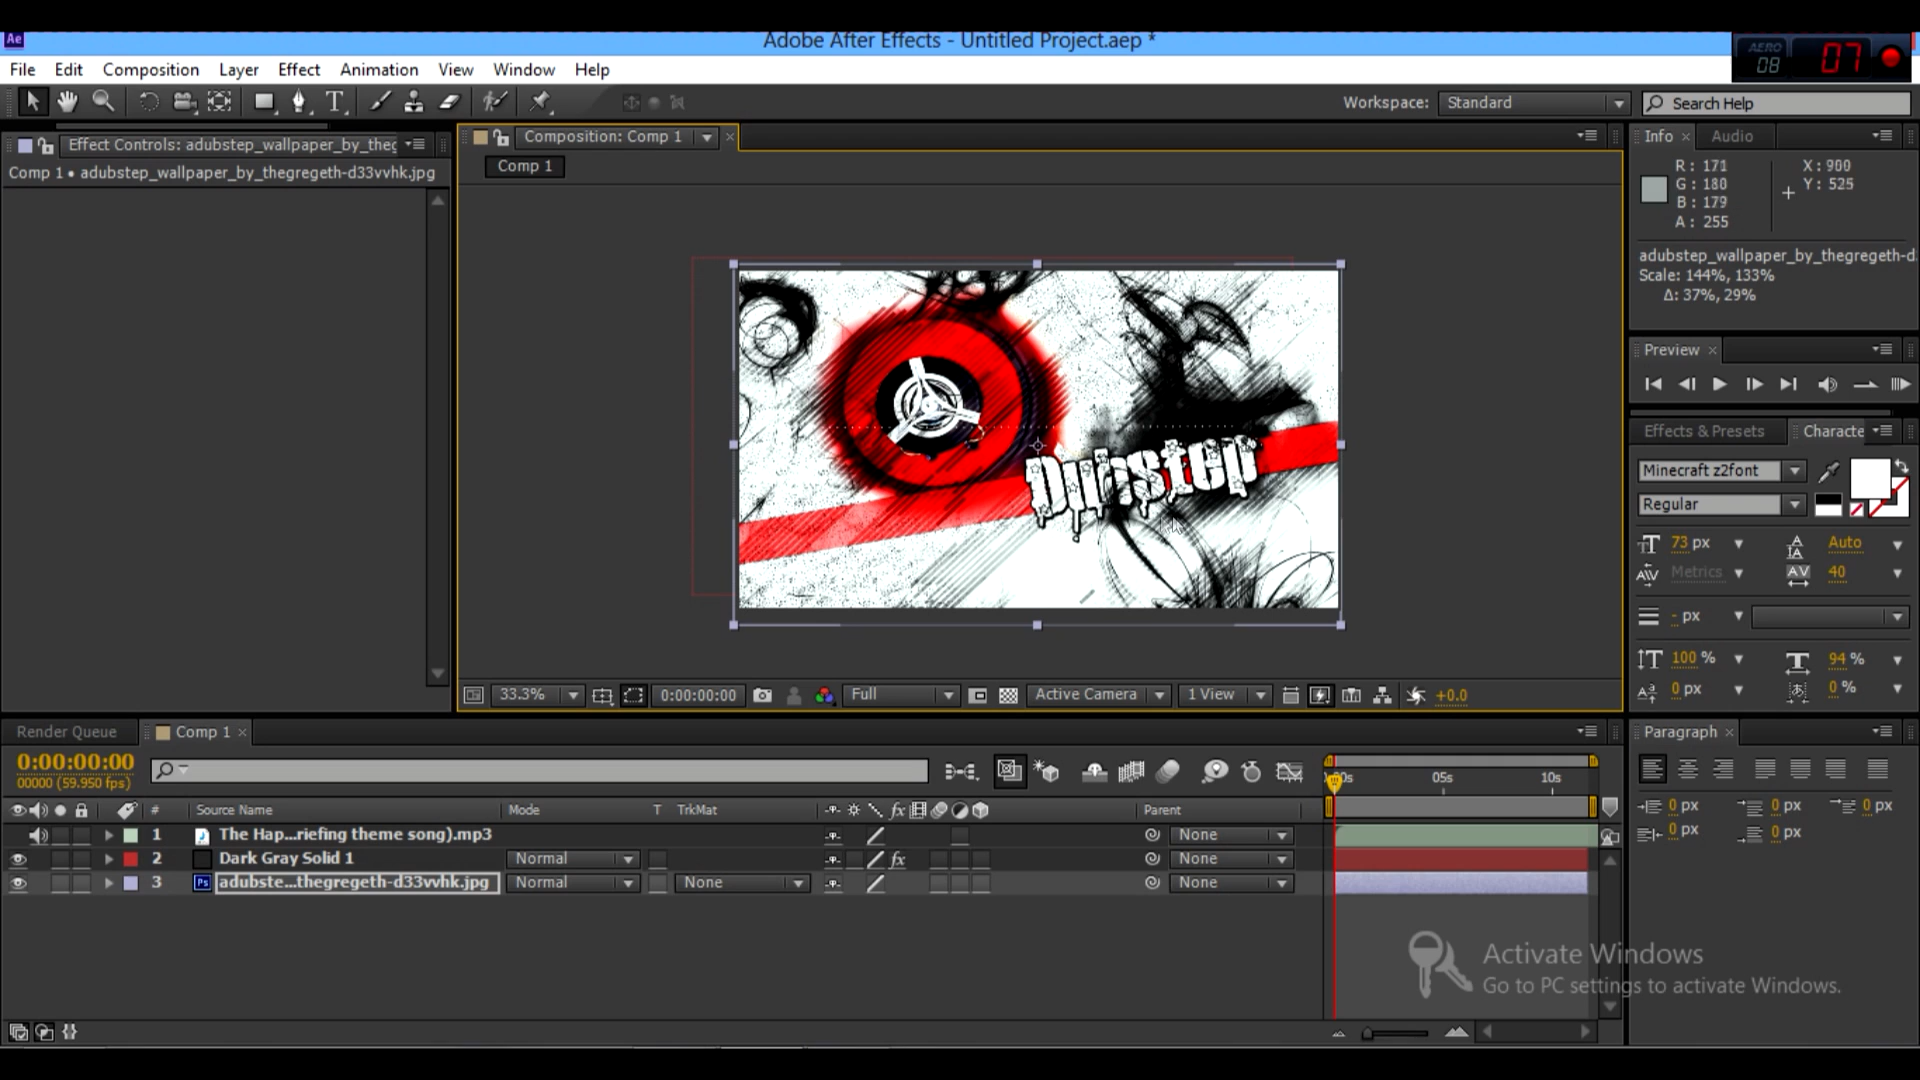 Ae
Adobe After Effects - Untitled Project.aep *
AERO
08
07
File Edit Composition Layer Effect Animation View Window Help
T
Workspace: Standard
Search Help
Effect Controls: adubstep_wallpaper_by_theg
Comp 1 • adubstep_wallpaper_by_thegregeth-d33vvhk.jpg
Composition: Comp 1
Comp 1
Dubstep
33.3%
0:00:00:00
Full
Active Camera
1 View
+0.0
Info
Audio
R: 171
G: 180
B: 179
A: 255
X: 900
Y: 525
adubstep_wallpaper_by_thegregeth-d
Scale: 144%, 133%
Δ: 37%, 29%
Preview
Effects & Presets
Characte
Minecraft z2font
Regular
73 px
Auto
Metrics
40
- px
100 %
94 %
0 px
0 %
Render Queue
Comp 1
0:00:00:00
00000 (59.950 fps)
00s
05s
10s
# Source Name Mode T TrkMat Parent
1 The Hap...riefing theme song).mp3 None
2 Dark Gray Solid 1 Normal fx None
3 Ps adubste...thegregeth-d33vvhk.jpg Normal None None
Paragraph
0 px 0 px 0 px
0 px 0 px
Activate Windows
Go to PC settings to activate Windows.